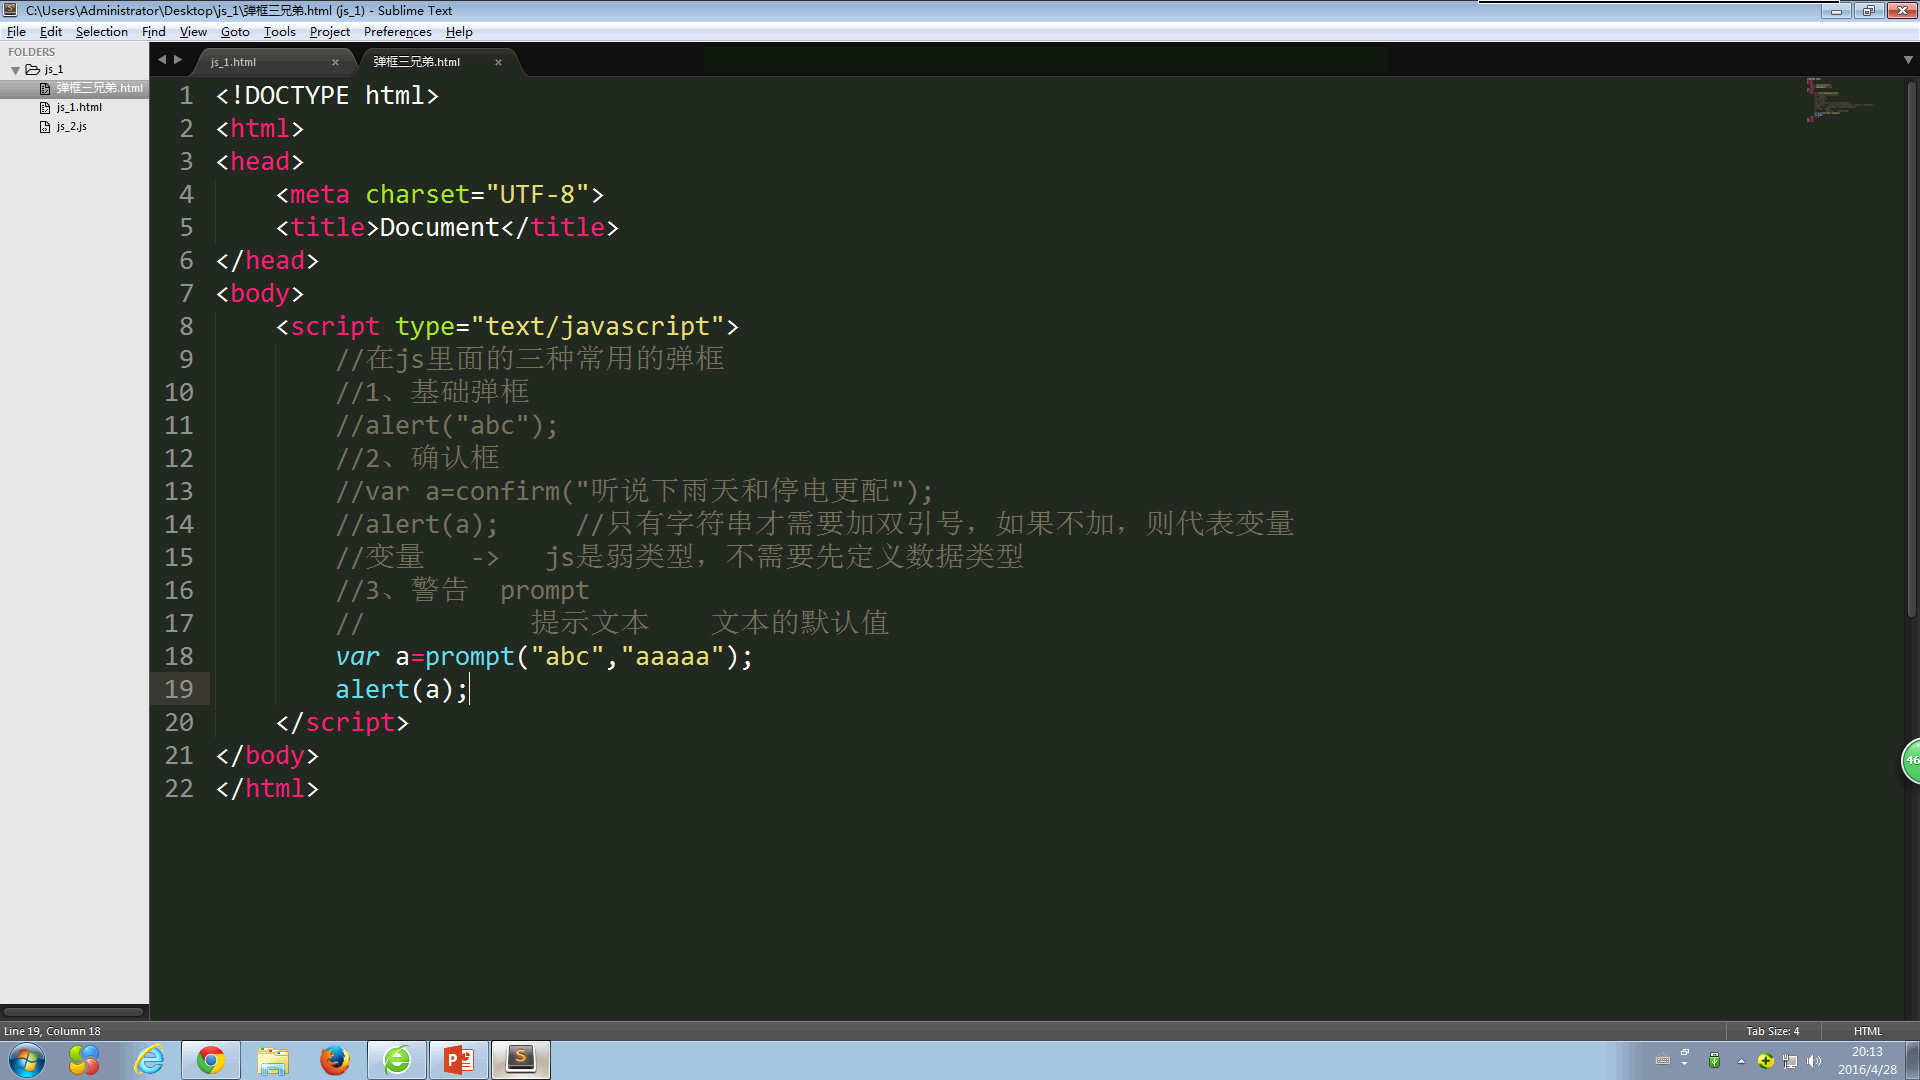 C:\Users\Administrator\Desktop\js_1\弹框三兄弟.html (js_1) - Sublime Text
File Edit Selection Find View Goto Tools Project Preferences Help
FOLDERS
js_1
弹框三兄弟.html
js_1.html
js_2.js
js_1.html × 弹框三兄弟.html ×
1 <!DOCTYPE html>
2 <html>
3 <head>
4     <meta charset="UTF-8">
5     <title>Document</title>
6 </head>
7 <body>
8     <script type="text/javascript">
9         //在js里面的三种常用的弹框
10         //1、基础弹框
11         //alert("abc");
12         //2、确认框
13         //var a=confirm("听说下雨天和停电更配");
14         //alert(a);     //只有字符串才需要加双引号，如果不加，则代表变量
15         //变量   ->   js是弱类型，不需要先定义数据类型
16         //3、警告  prompt
17         //           提示文本    文本的默认值
18         var a=prompt("abc","aaaaa");
19         alert(a);
20     </script>
21 </body>
22 </html>
46
Line 19, Column 18 Tab Size: 4 HTML
20:13
2016/4/28